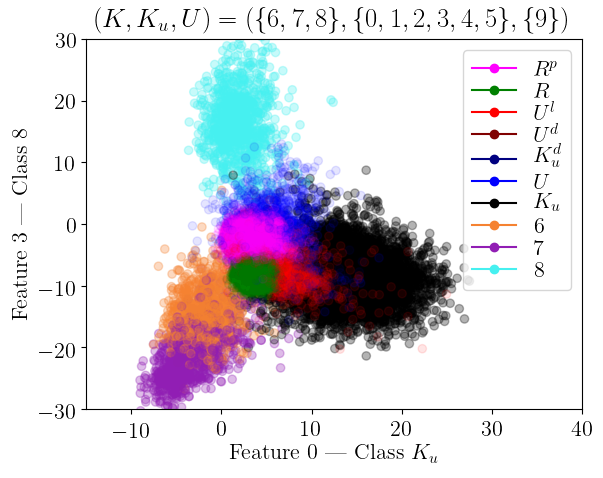 (K, K_u, U) = ({6, 7, 8}, {0, 1, 2, 3, 4, 5}, {9})
30
20
10
0
−10
−20
−30
Feature 3 — Class 8
R^p
R
U^l
U^d
K_u^d
U
K_u
6
7
8
−10
0
10
20
30
40
Feature 0 — Class K_u